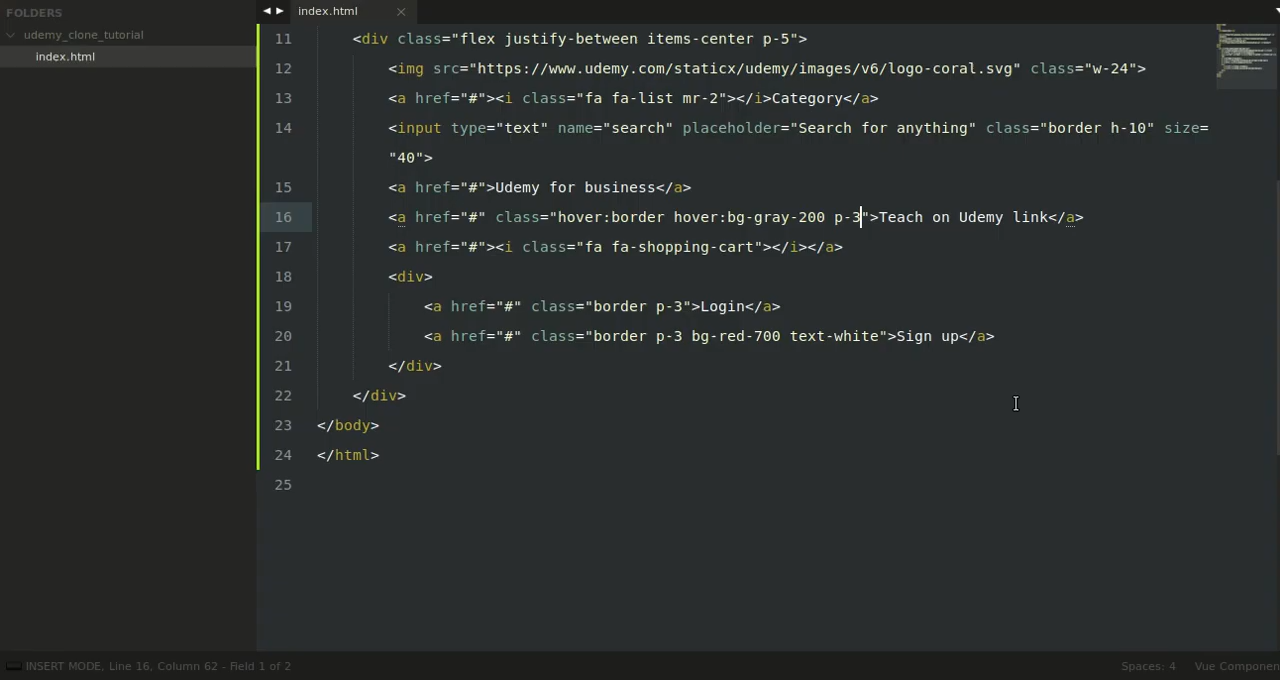 FOLDERS
udemy_clone_tutorial
index.html
index.html
11 <div class="flex justify-between items-center p-5">
12 <img src="https://www.udemy.com/staticx/udemy/images/v6/logo-coral.svg" class="w-24">
13 <a href="#"><i class="fa fa-list mr-2"></i>Category</a>
14 <input type="text" name="search" placeholder="Search for anything" class="border h-10" size=
"40">
15 <a href="#">Udemy for business</a>
16 <a href="#" class="hover:border hover:bg-gray-200 p-3">Teach on Udemy link</a>
17 <a href="#"><i class="fa fa-shopping-cart"></i></a>
18 <div>
19 <a href="#" class="border p-3">Login</a>
20 <a href="#" class="border p-3 bg-red-700 text-white">Sign up</a>
21 </div>
22 </div>
23 </body>
24 </html>
25
INSERT MODE, Line 16, Column 62 - Field 1 of 2
Spaces: 4
Vue Componen